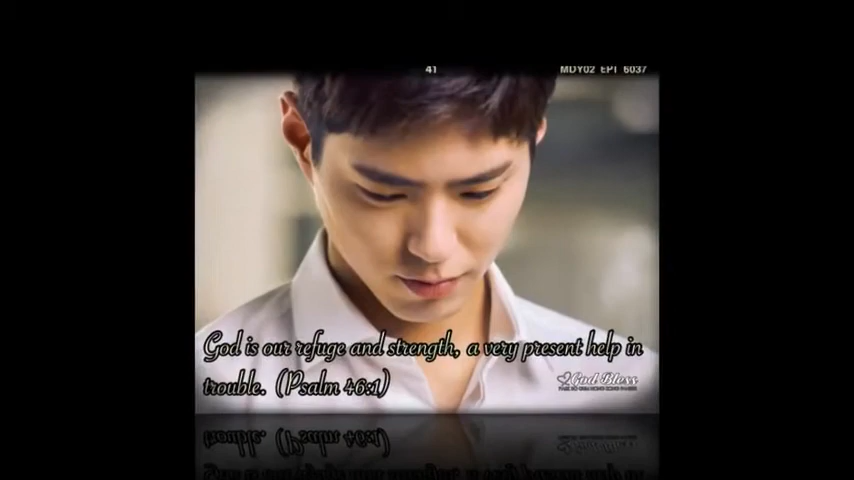 41 MDY02 EPT 6037
God is our refuge and strength, a very present help in
trouble. (Psalm 46:1)
God Bless